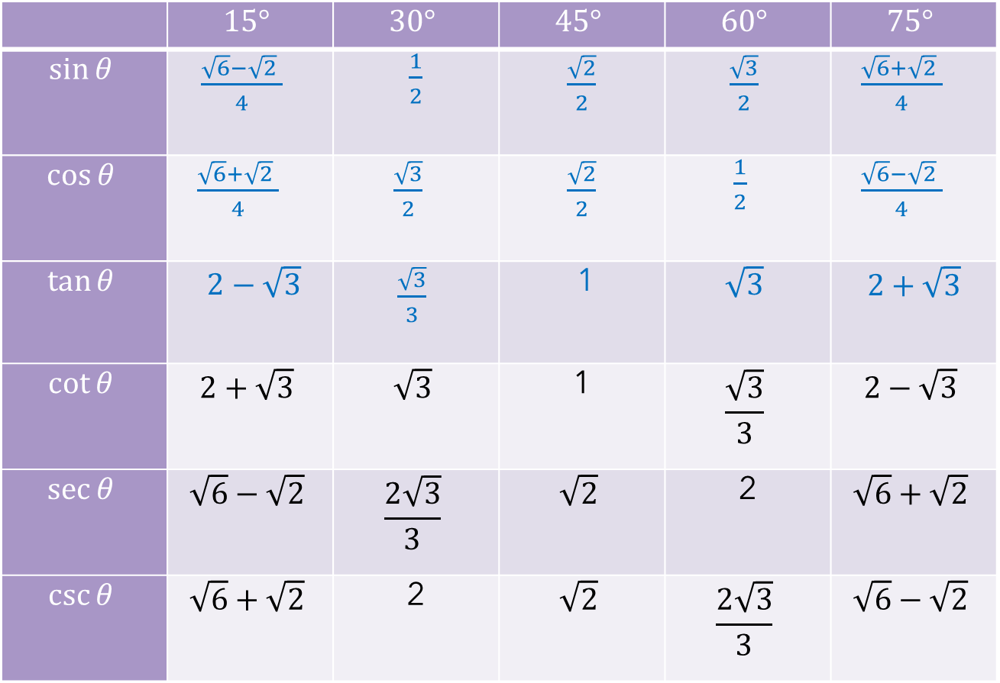 15° 30° 45° 60° 75°
sin θ (√6−√2)/4 1/2 √2/2 √3/2 (√6+√2)/4
cos θ (√6+√2)/4 √3/2 √2/2 1/2 (√6−√2)/4
tan θ 2 − √3 √3/3 1 √3 2 + √3
cot θ 2 + √3 √3 1 √3/3 2 − √3
sec θ √6 − √2 2√3/3 √2 2 √6 + √2
csc θ √6 + √2 2 √2 2√3/3 √6 − √2